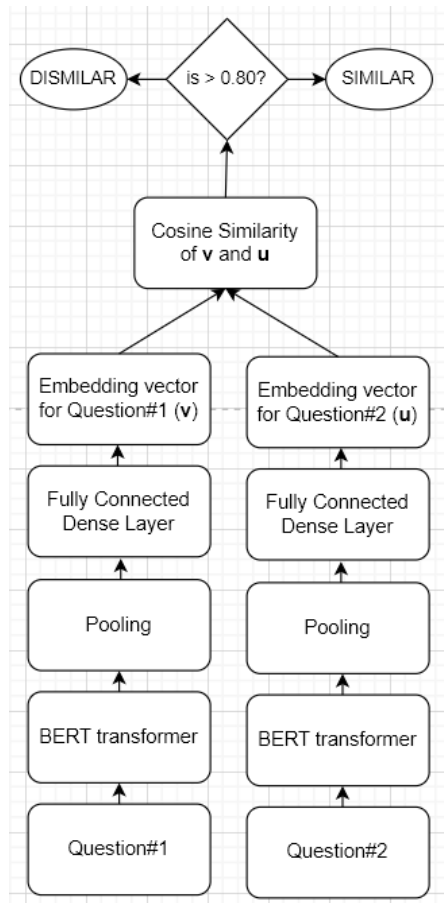 DISMILAR
is > 0.80?
SIMILAR
Cosine Similarity
of v and u
Embedding vector
for Question#1 (v)
Embedding vector
for Question#2 (u)
Fully Connected
Dense Layer
Fully Connected
Dense Layer
Pooling
Pooling
BERT transformer
BERT transformer
Question#1
Question#2